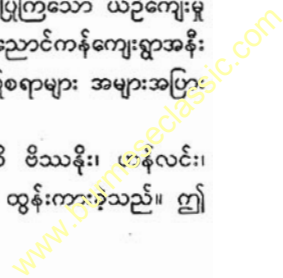 ပြုကြသော ယဉ်ကျေးမှု
ညောင်ကန်ကျေးရွာအနီး
စရာများ အများအပြား
ဗိဿနိုး၊ ဟန်လင်း၊
ထွန်းကားခဲ့သည်။ ဤ
www.burmeseclassic.com